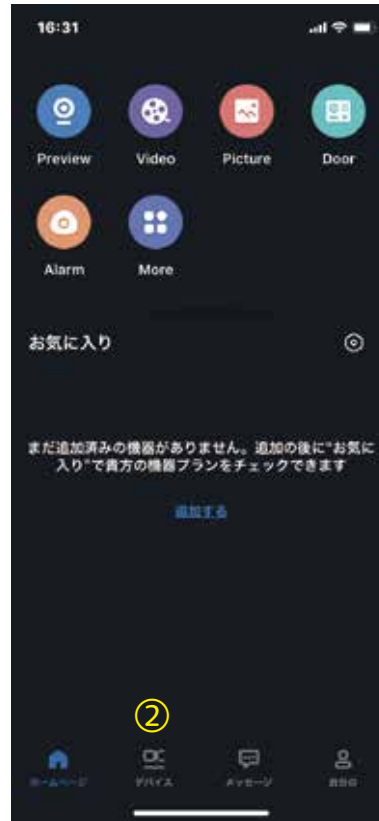 16:31
Preview Video Picture Door
Alarm More
お気に入り
まだ追加済みの機器がありません。追加の後に"お気に
入り"で貴方の機器プランをチェックできます
追加する
②
ホームページ デバイス メッセージ 自分の